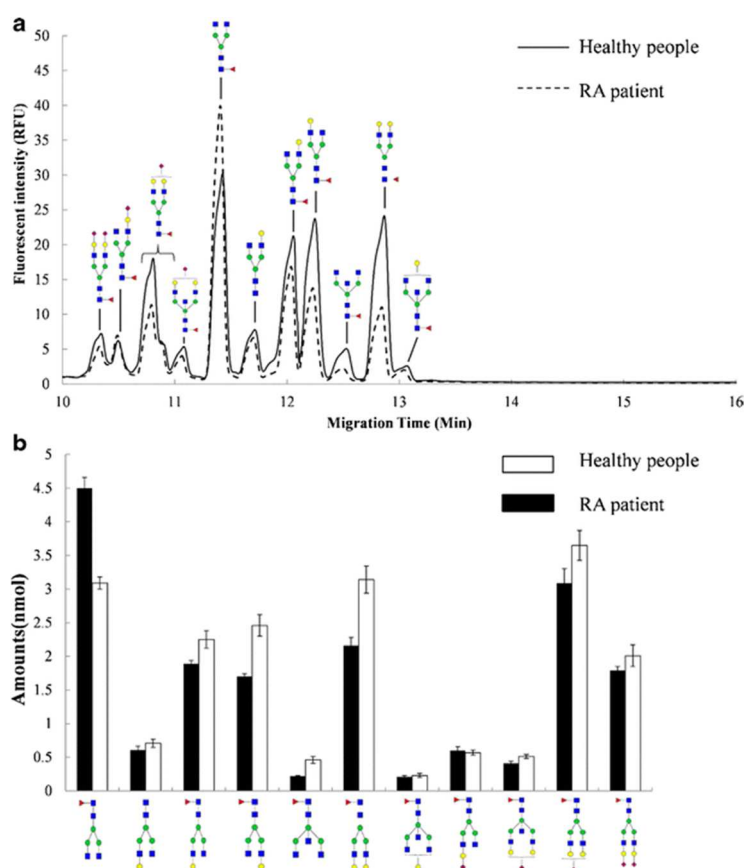 a
50
45
40
35
30
25
20
15
10
5
0
Fluorescent intensity (RFU)
Healthy people
RA patient
10 11 12 13 14 15 16
Migration Time (Min)
b
5
4.5
4
3.5
3
2.5
2
1.5
1
0.5
0
Amounts(nmol)
Healthy people
RA patient